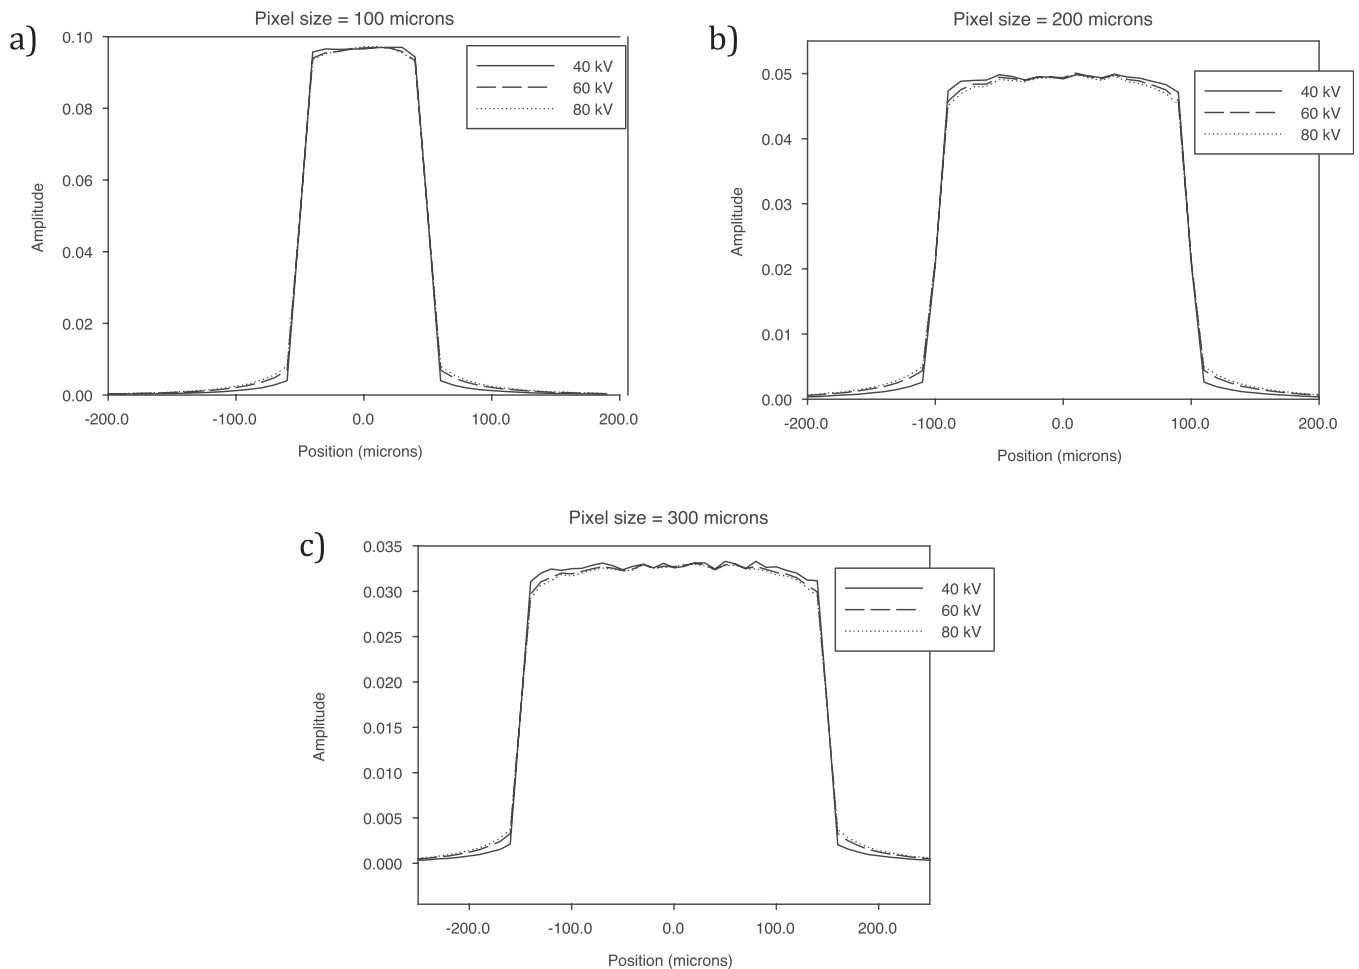 a)
Pixel size = 100 microns
0.10
0.08
0.06
0.04
0.02
0.00
Amplitude
-200.0 -100.0 0.0 100.0 200.0
Position (microns)
40 kV
60 kV
80 kV
b)
Pixel size = 200 microns
0.05
0.04
0.03
0.02
0.01
0.00
Amplitude
-200.0 -100.0 0.0 100.0 200.0
Position (microns)
40 kV
60 kV
80 kV
c)
Pixel size = 300 microns
0.035
0.030
0.025
0.020
0.015
0.010
0.005
0.000
Amplitude
-200.0 -100.0 0.0 100.0 200.0
Position (microns)
40 kV
60 kV
80 kV